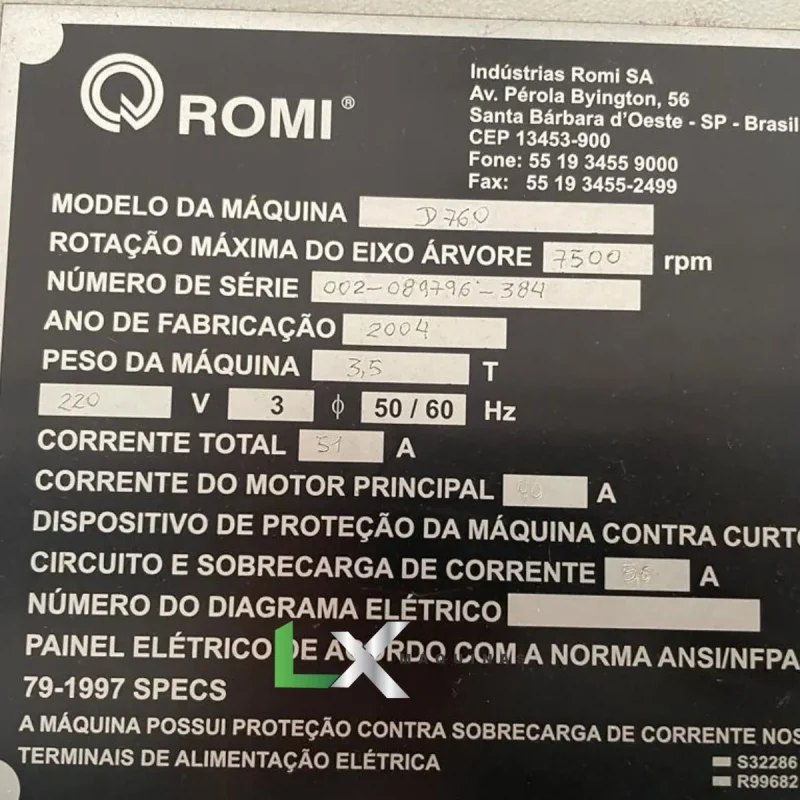 ROMI®
Indústrias Romi SA
Av. Pérola Byington, 56
Santa Bárbara d'Oeste - SP - Brasil
CEP 13453-900
Fone: 55 19 3455 9000
Fax: 55 19 3455-2499
MODELO DA MÁQUINA D760
ROTAÇÃO MÁXIMA DO EIXO ÁRVORE 7500 rpm
NÚMERO DE SÉRIE 002-089796-384
ANO DE FABRICAÇÃO 2004
PESO DA MÁQUINA 3,5 T
220 V 3 ϕ 50/60 Hz
CORRENTE TOTAL 51 A
CORRENTE DO MOTOR PRINCIPAL A
DISPOSITIVO DE PROTEÇÃO DA MÁQUINA CONTRA CURTO
CIRCUITO E SOBRECARGA DE CORRENTE A
NÚMERO DO DIAGRAMA ELÉTRICO
PAINEL ELÉTRICO DE ACORDO COM A NORMA ANSI/NFPA
79-1997 SPECS
LX
MAQUINAS
A MÁQUINA POSSUI PROTEÇÃO CONTRA SOBRECARGA DE CORRENTE NOS
TERMINAIS DE ALIMENTAÇÃO ELÉTRICA
S32286
R99682